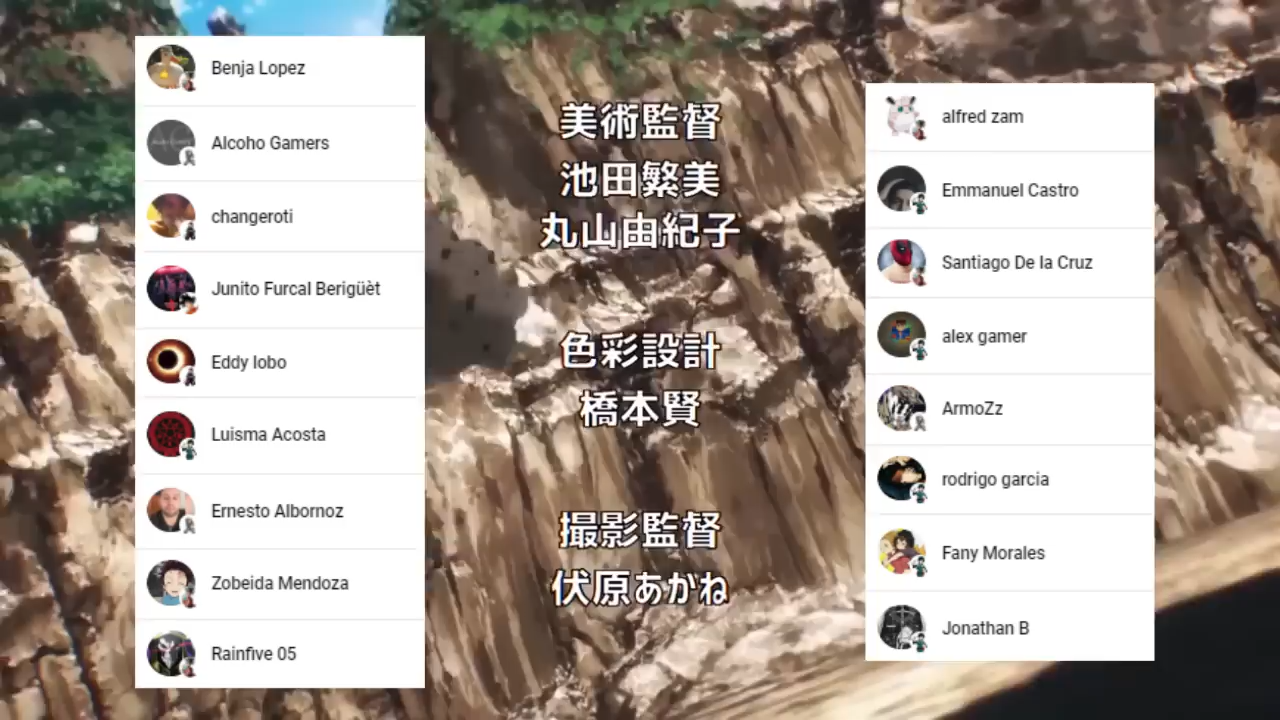 Benja Lopez
Alcoho Gamers
changeroti
Junito Furcal Berigüèt
Eddy lobo
Luisma Acosta
Ernesto Albornoz
Zobeida Mendoza
Rainfive 05
美術監督
池田繁美
丸山由紀子
色彩設計
橋本賢
撮影監督
伏原あかね
alfred zam
Emmanuel Castro
Santiago De la Cruz
alex gamer
ArmoZz
rodrigo garcia
Fany Morales
Jonathan B